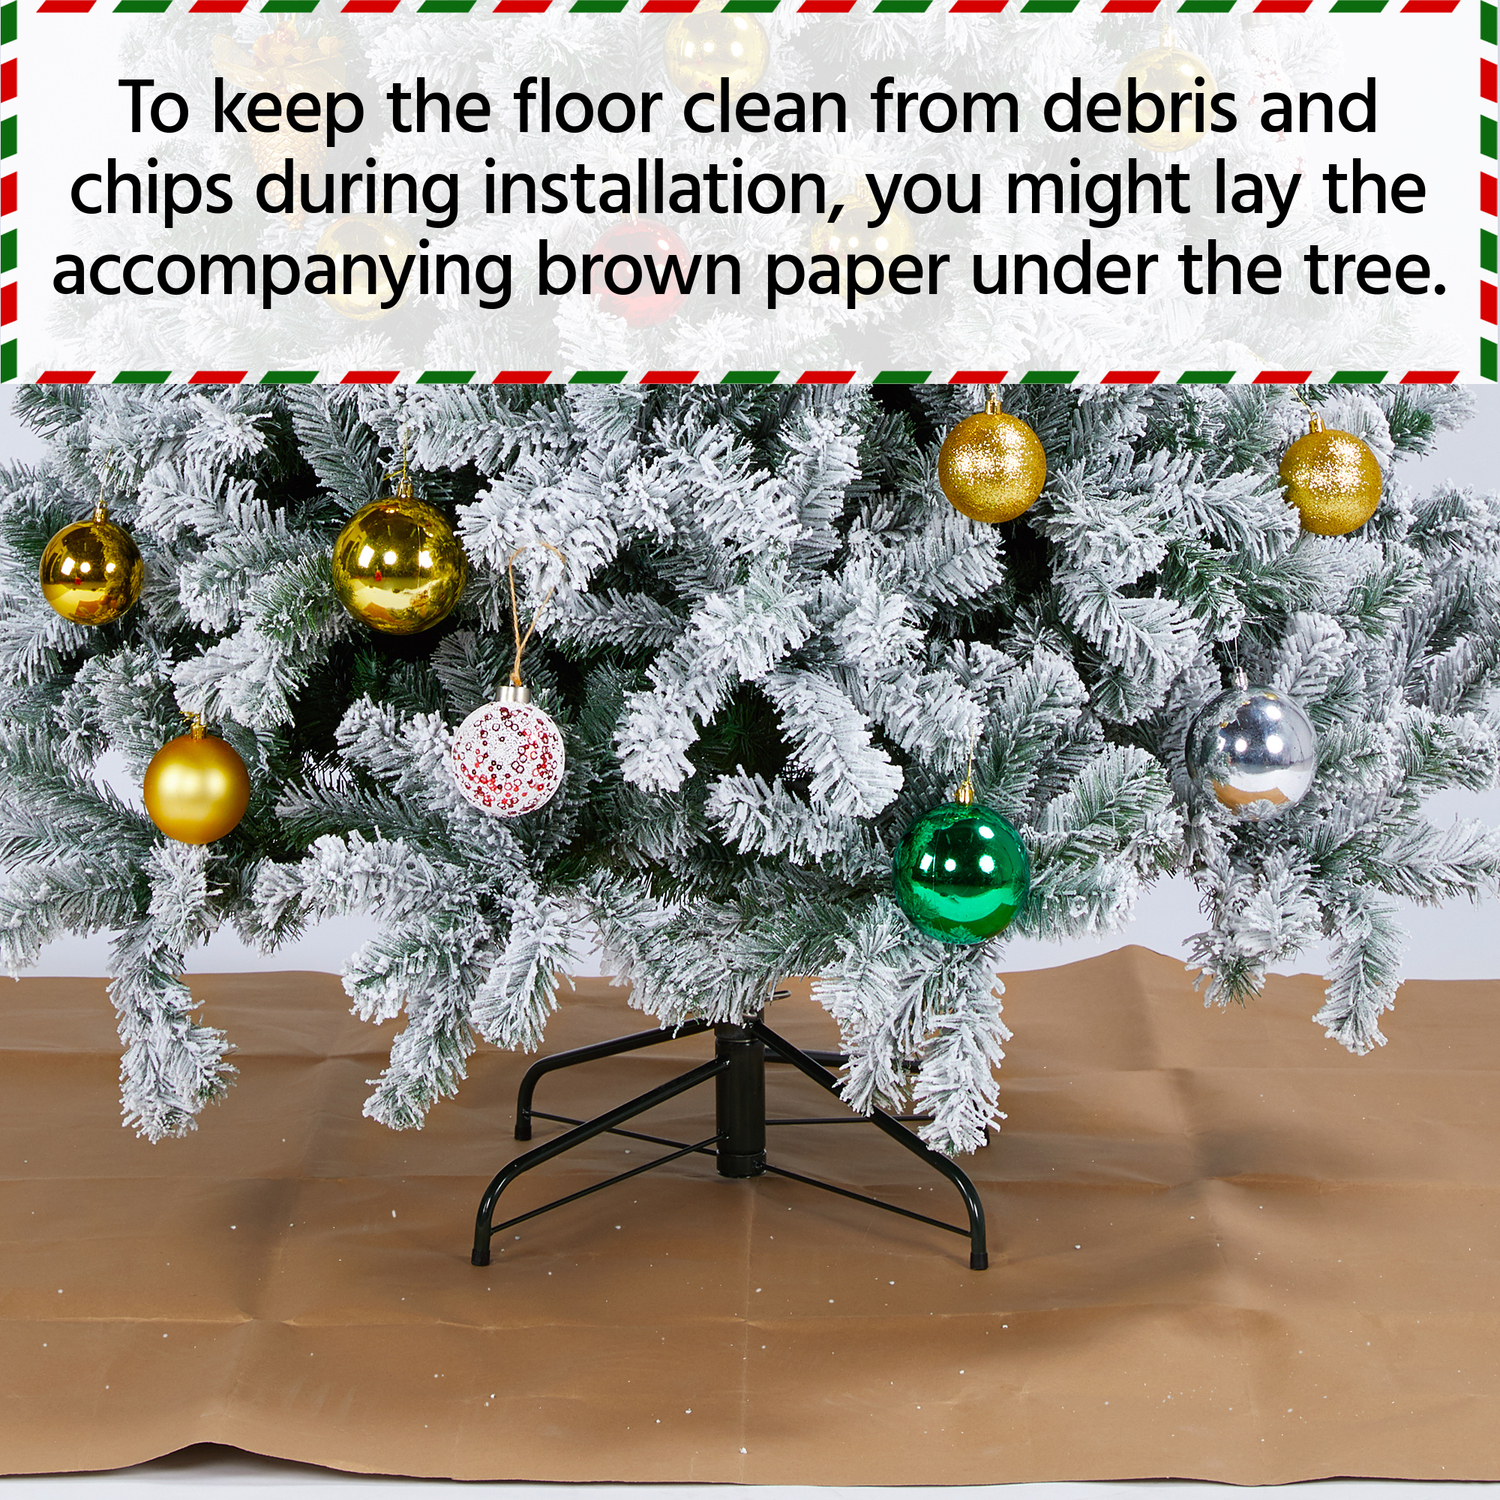 To keep the floor clean from debris and
chips during installation, you might lay the
accompanying brown paper under the tree.